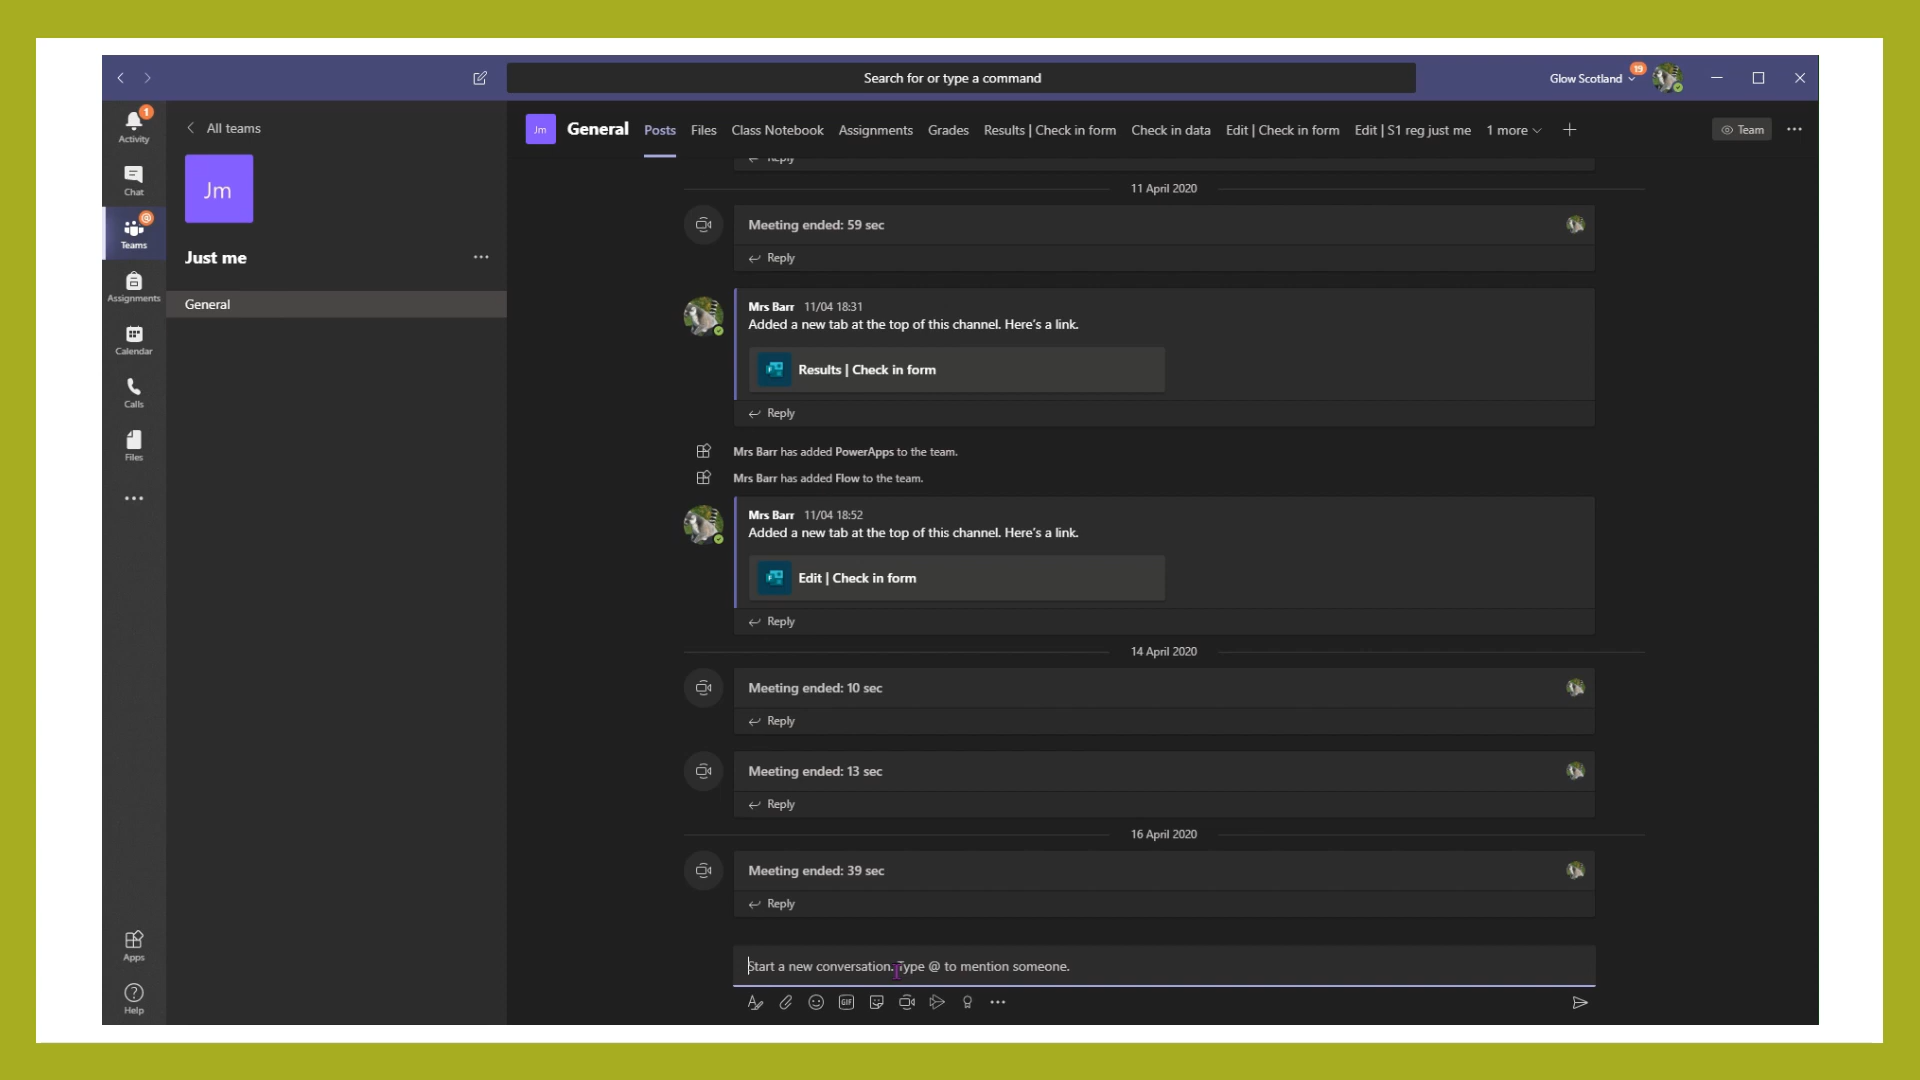 Search for or type a command
Glow Scotland
19
1
Activity
Chat
@
Teams
Assignments
Calendar
Calls
Files
Apps
Help
All teams
Jm
Just me
General
Jm
General
Posts
Files
Class Notebook
Assignments
Grades
Results | Check in form
Check in data
Edit | Check in form
Edit | S1 reg just me
1 more
Team
Reply
11 April 2020
Meeting ended: 59 sec
Reply
Mrs Barr 11/04 18:31
Added a new tab at the top of this channel. Here's a link.
Results | Check in form
Reply
Mrs Barr has added PowerApps to the team.
Mrs Barr has added Flow to the team.
Mrs Barr 11/04 18:52
Added a new tab at the top of this channel. Here's a link.
Edit | Check in form
Reply
14 April 2020
Meeting ended: 10 sec
Reply
Meeting ended: 13 sec
Reply
16 April 2020
Meeting ended: 39 sec
Reply
Start a new conversation. Type @ to mention someone.
GIF